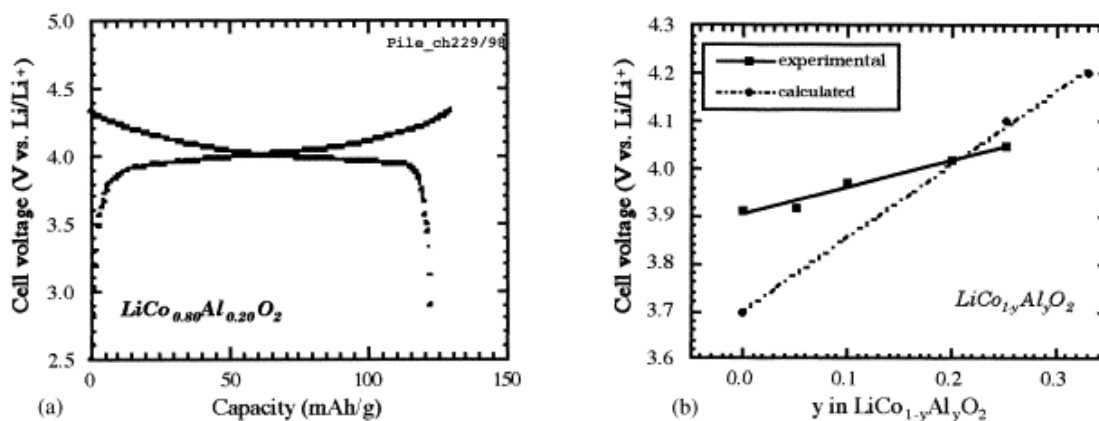 Pile_ch229/98
5.0
4.5
4.0
3.5
3.0
2.5
Cell voltage (V vs. Li/Li+)
LiCo0.80Al0.20O2
0
50
100
150
Capacity (mAh/g)
(a)
4.3
4.2
4.1
4.0
3.9
3.8
3.7
3.6
Cell voltage (V vs. Li/Li+)
experimental
calculated
LiCo1-yAlyO2
0.0
0.1
0.2
0.3
y in LiCo1-yAlyO2
(b)